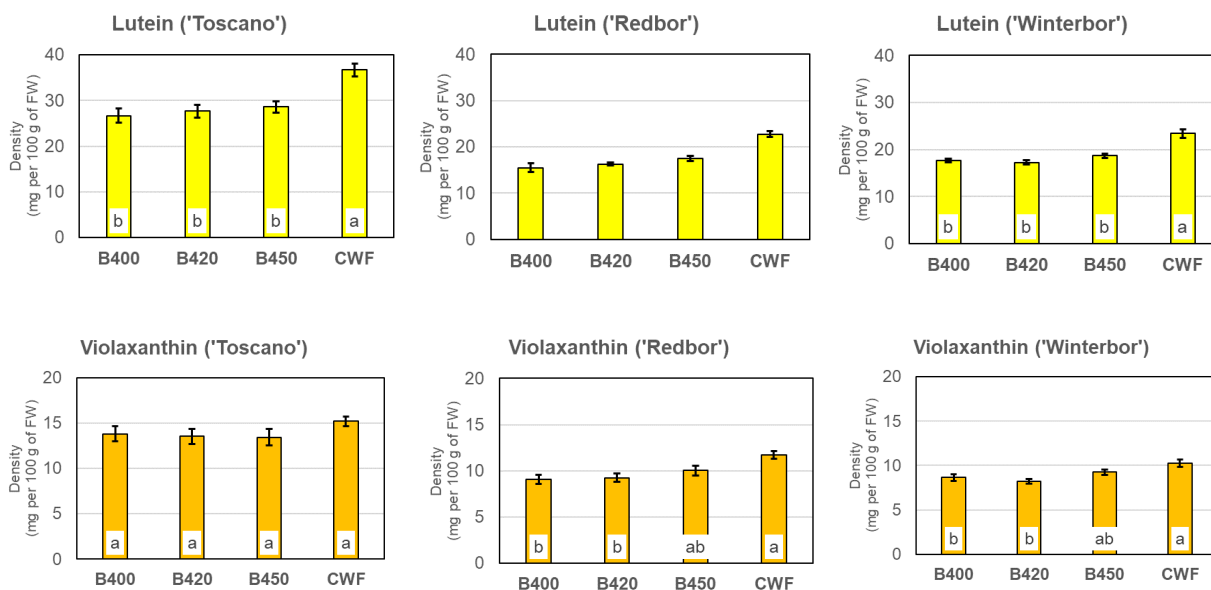 Lutein ('Toscano')
Density
(mg per 100 g of FW)
40
30
20
10
0
b
b
b
a
B400
B420
B450
CWF
Lutein ('Redbor')
Density
(mg per 100 g of FW)
40
30
20
10
0
B400
B420
B450
CWF
Lutein ('Winterbor')
Density
(mg per 100 g of FW)
40
30
20
10
0
b
b
b
a
B400
B420
B450
CWF
Violaxanthin ('Toscano')
Density
(mg per 100 g of FW)
20
15
10
5
0
a
a
a
a
B400
B420
B450
CWF
Violaxanthin ('Redbor')
Density
(mg per 100 g of FW)
20
15
10
5
0
b
b
ab
a
B400
B420
B450
CWF
Violaxanthin ('Winterbor')
Density
(mg per 100 g of FW)
20
15
10
5
0
b
b
ab
a
B400
B420
B450
CWF